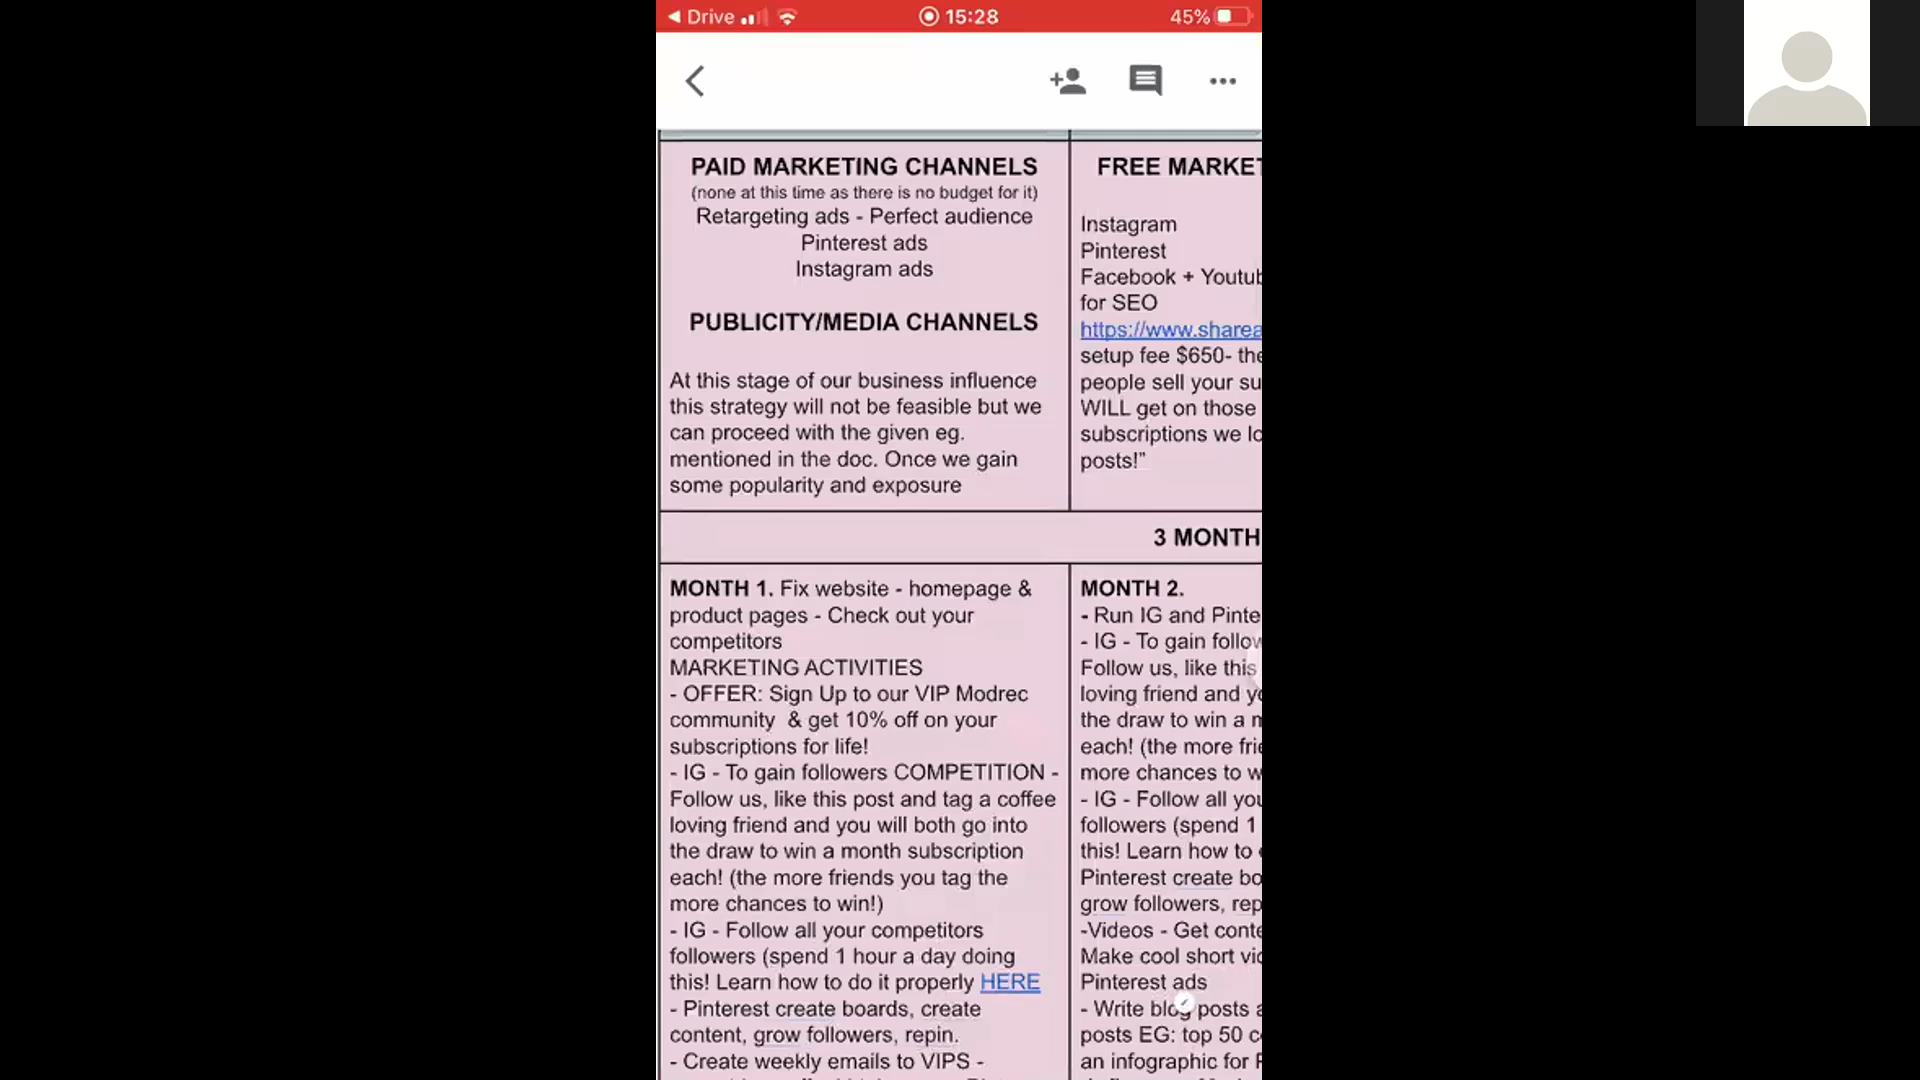 Drive
15:28
45%
PAID MARKETING CHANNELS
(none at this time as there is no budget for it)
Retargeting ads - Perfect audience
Pinterest ads
Instagram ads
PUBLICITY/MEDIA CHANNELS
At this stage of our business influence
this strategy will not be feasible but we
can proceed with the given eg.
mentioned in the doc. Once we gain
some popularity and exposure
FREE MARKET
Instagram
Pinterest
Facebook + Youtub
for SEO
https://www.sharea
setup fee $650- the
people sell your su
WILL get on those
subscriptions we lo
posts!”
3 MONTH
MONTH 1. Fix website - homepage &
product pages - Check out your
competitors
MARKETING ACTIVITIES
- OFFER: Sign Up to our VIP Modrec
community & get 10% off on your
subscriptions for life!
- IG - To gain followers COMPETITION -
Follow us, like this post and tag a coffee
loving friend and you will both go into
the draw to win a month subscription
each! (the more friends you tag the
more chances to win!)
- IG - Follow all your competitors
followers (spend 1 hour a day doing
this! Learn how to do it properly HERE
- Pinterest create boards, create
content, grow followers, repin.
- Create weekly emails to VIPS -
MONTH 2.
- Run IG and Pinte
- IG - To gain follow
Follow us, like this
loving friend and yo
the draw to win a m
each! (the more frie
more chances to w
- IG - Follow all you
followers (spend 1
this! Learn how to
Pinterest create bo
grow followers, rep
-Videos - Get conte
Make cool short vid
Pinterest ads
- Write blog posts a
posts EG: top 50 c
an infographic for